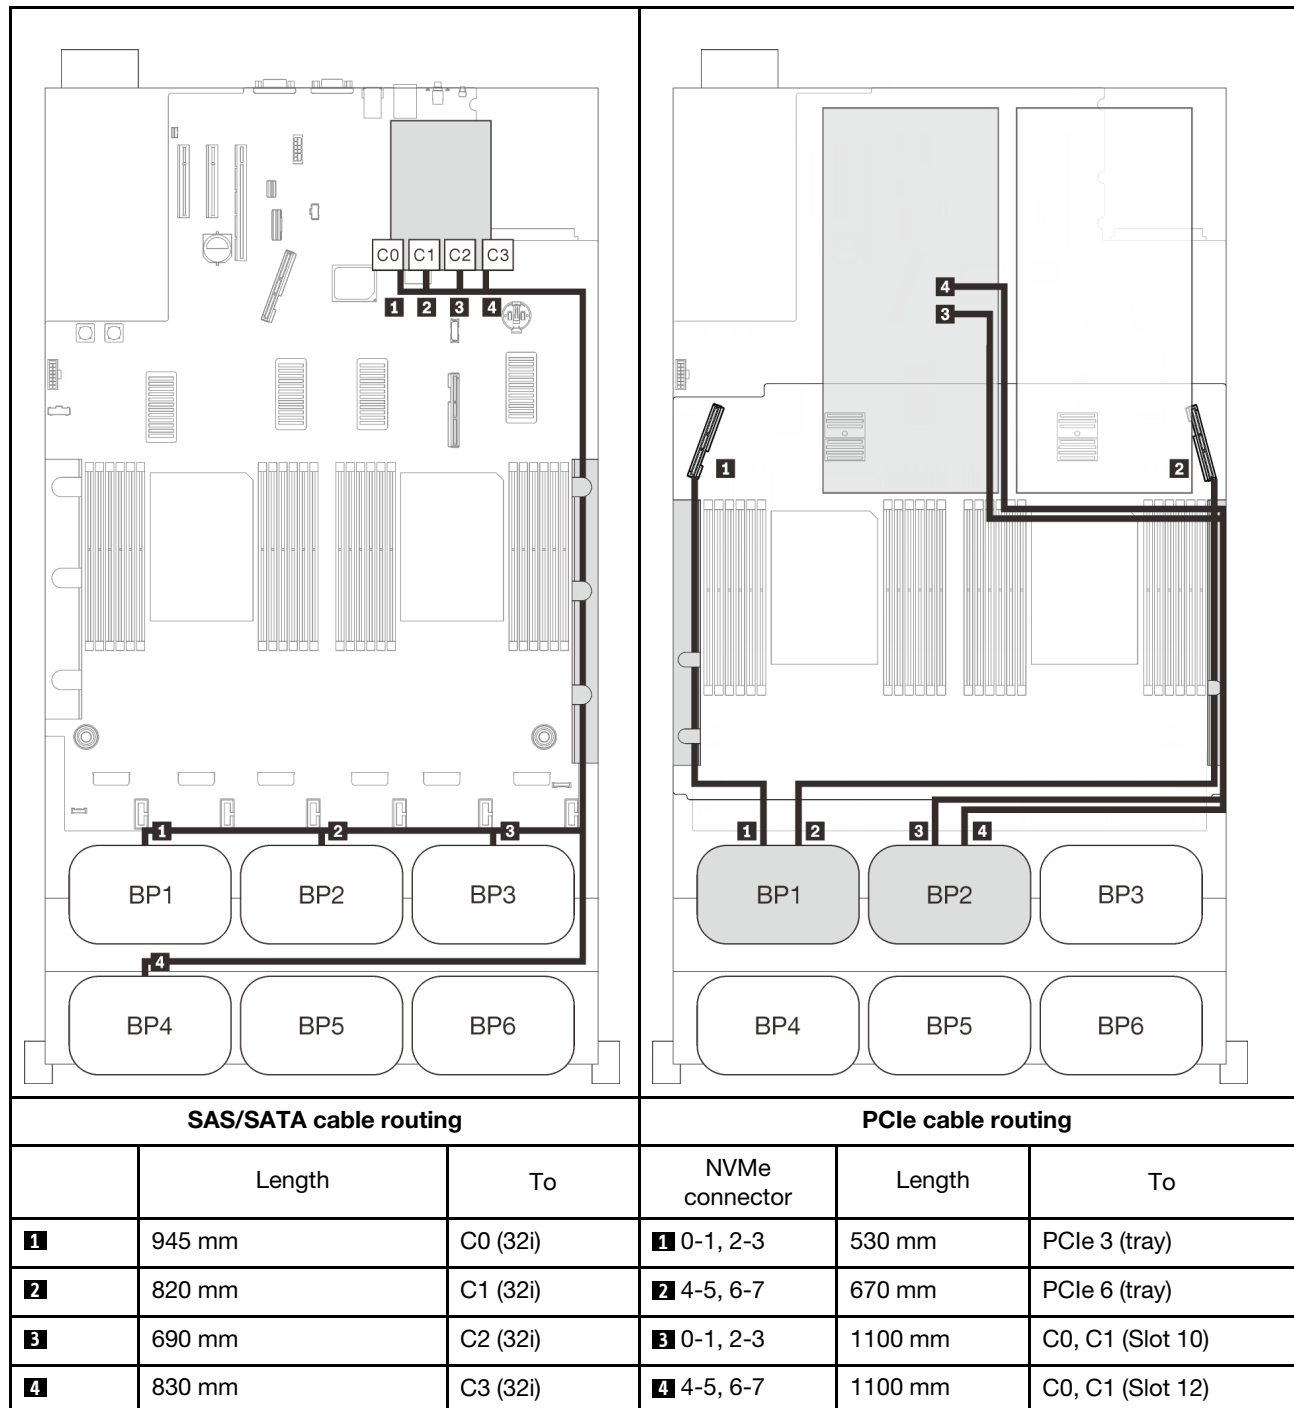 C0 C1 C2 C3
1 2 3 4
1 2 3
BP1 BP2 BP3
4
BP4 BP5 BP6
4
3
1 2
1 2 3 4
BP1 BP2 BP3
BP4 BP5 BP6
SAS/SATA cable routing PCIe cable routing
Length To NVMe connector Length To
1 945 mm C0 (32i) 1 0-1, 2-3 530 mm PCIe 3 (tray)
2 820 mm C1 (32i) 2 4-5, 6-7 670 mm PCIe 6 (tray)
3 690 mm C2 (32i) 3 0-1, 2-3 1100 mm C0, C1 (Slot 10)
4 830 mm C3 (32i) 4 4-5, 6-7 1100 mm C0, C1 (Slot 12)